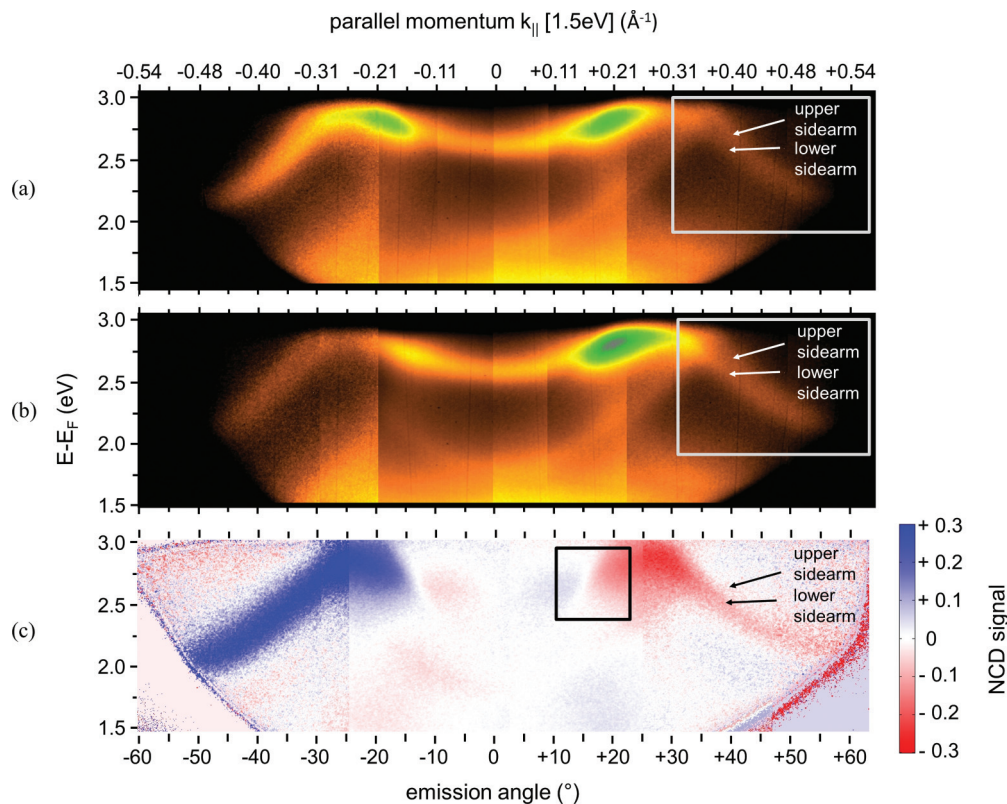 parallel momentum k|| [1.5eV] (Å-1)
-0.54 -0.48 -0.40 -0.31 -0.21 -0.11 0 +0.11 +0.21 +0.31 +0.40 +0.48 +0.54
(a)
3.0
2.5
2.0
1.5
upper
sidearm
lower
sidearm
(b)
E-EF (eV)
3.0
2.5
2.0
1.5
upper
sidearm
lower
sidearm
(c)
3.0
2.5
2.0
1.5
upper
sidearm
lower
sidearm
+ 0.3
+ 0.2
+ 0.1
0
- 0.1
- 0.2
- 0.3
NCD signal
-60 -50 -40 -30 -20 -10 0 +10 +20 +30 +40 +50 +60
emission angle (°)